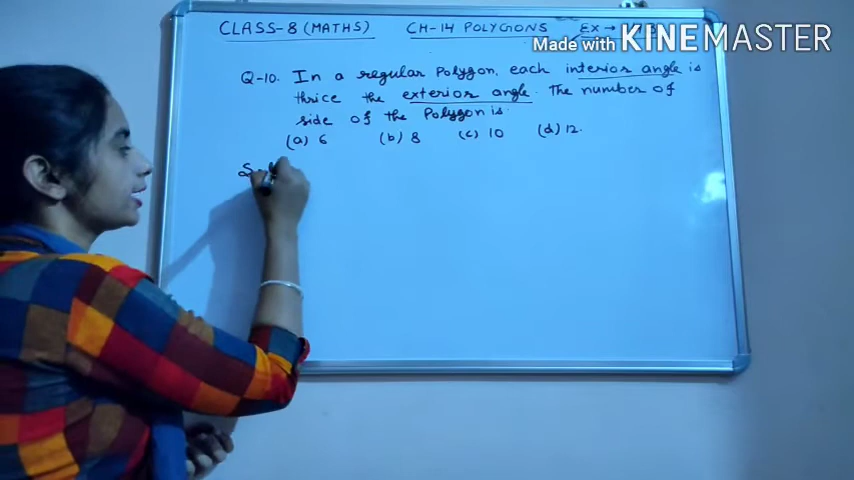 CLASS-8 (MATHS) CH-14 POLYGONS EX→
Made with KINEMASTER
Q-10. In a regular Polygon, each interior angle is
thrice the exterior angle. The number of
side of the Polygon is.
(a) 6 (b) 8 (c) 10 (d) 12.